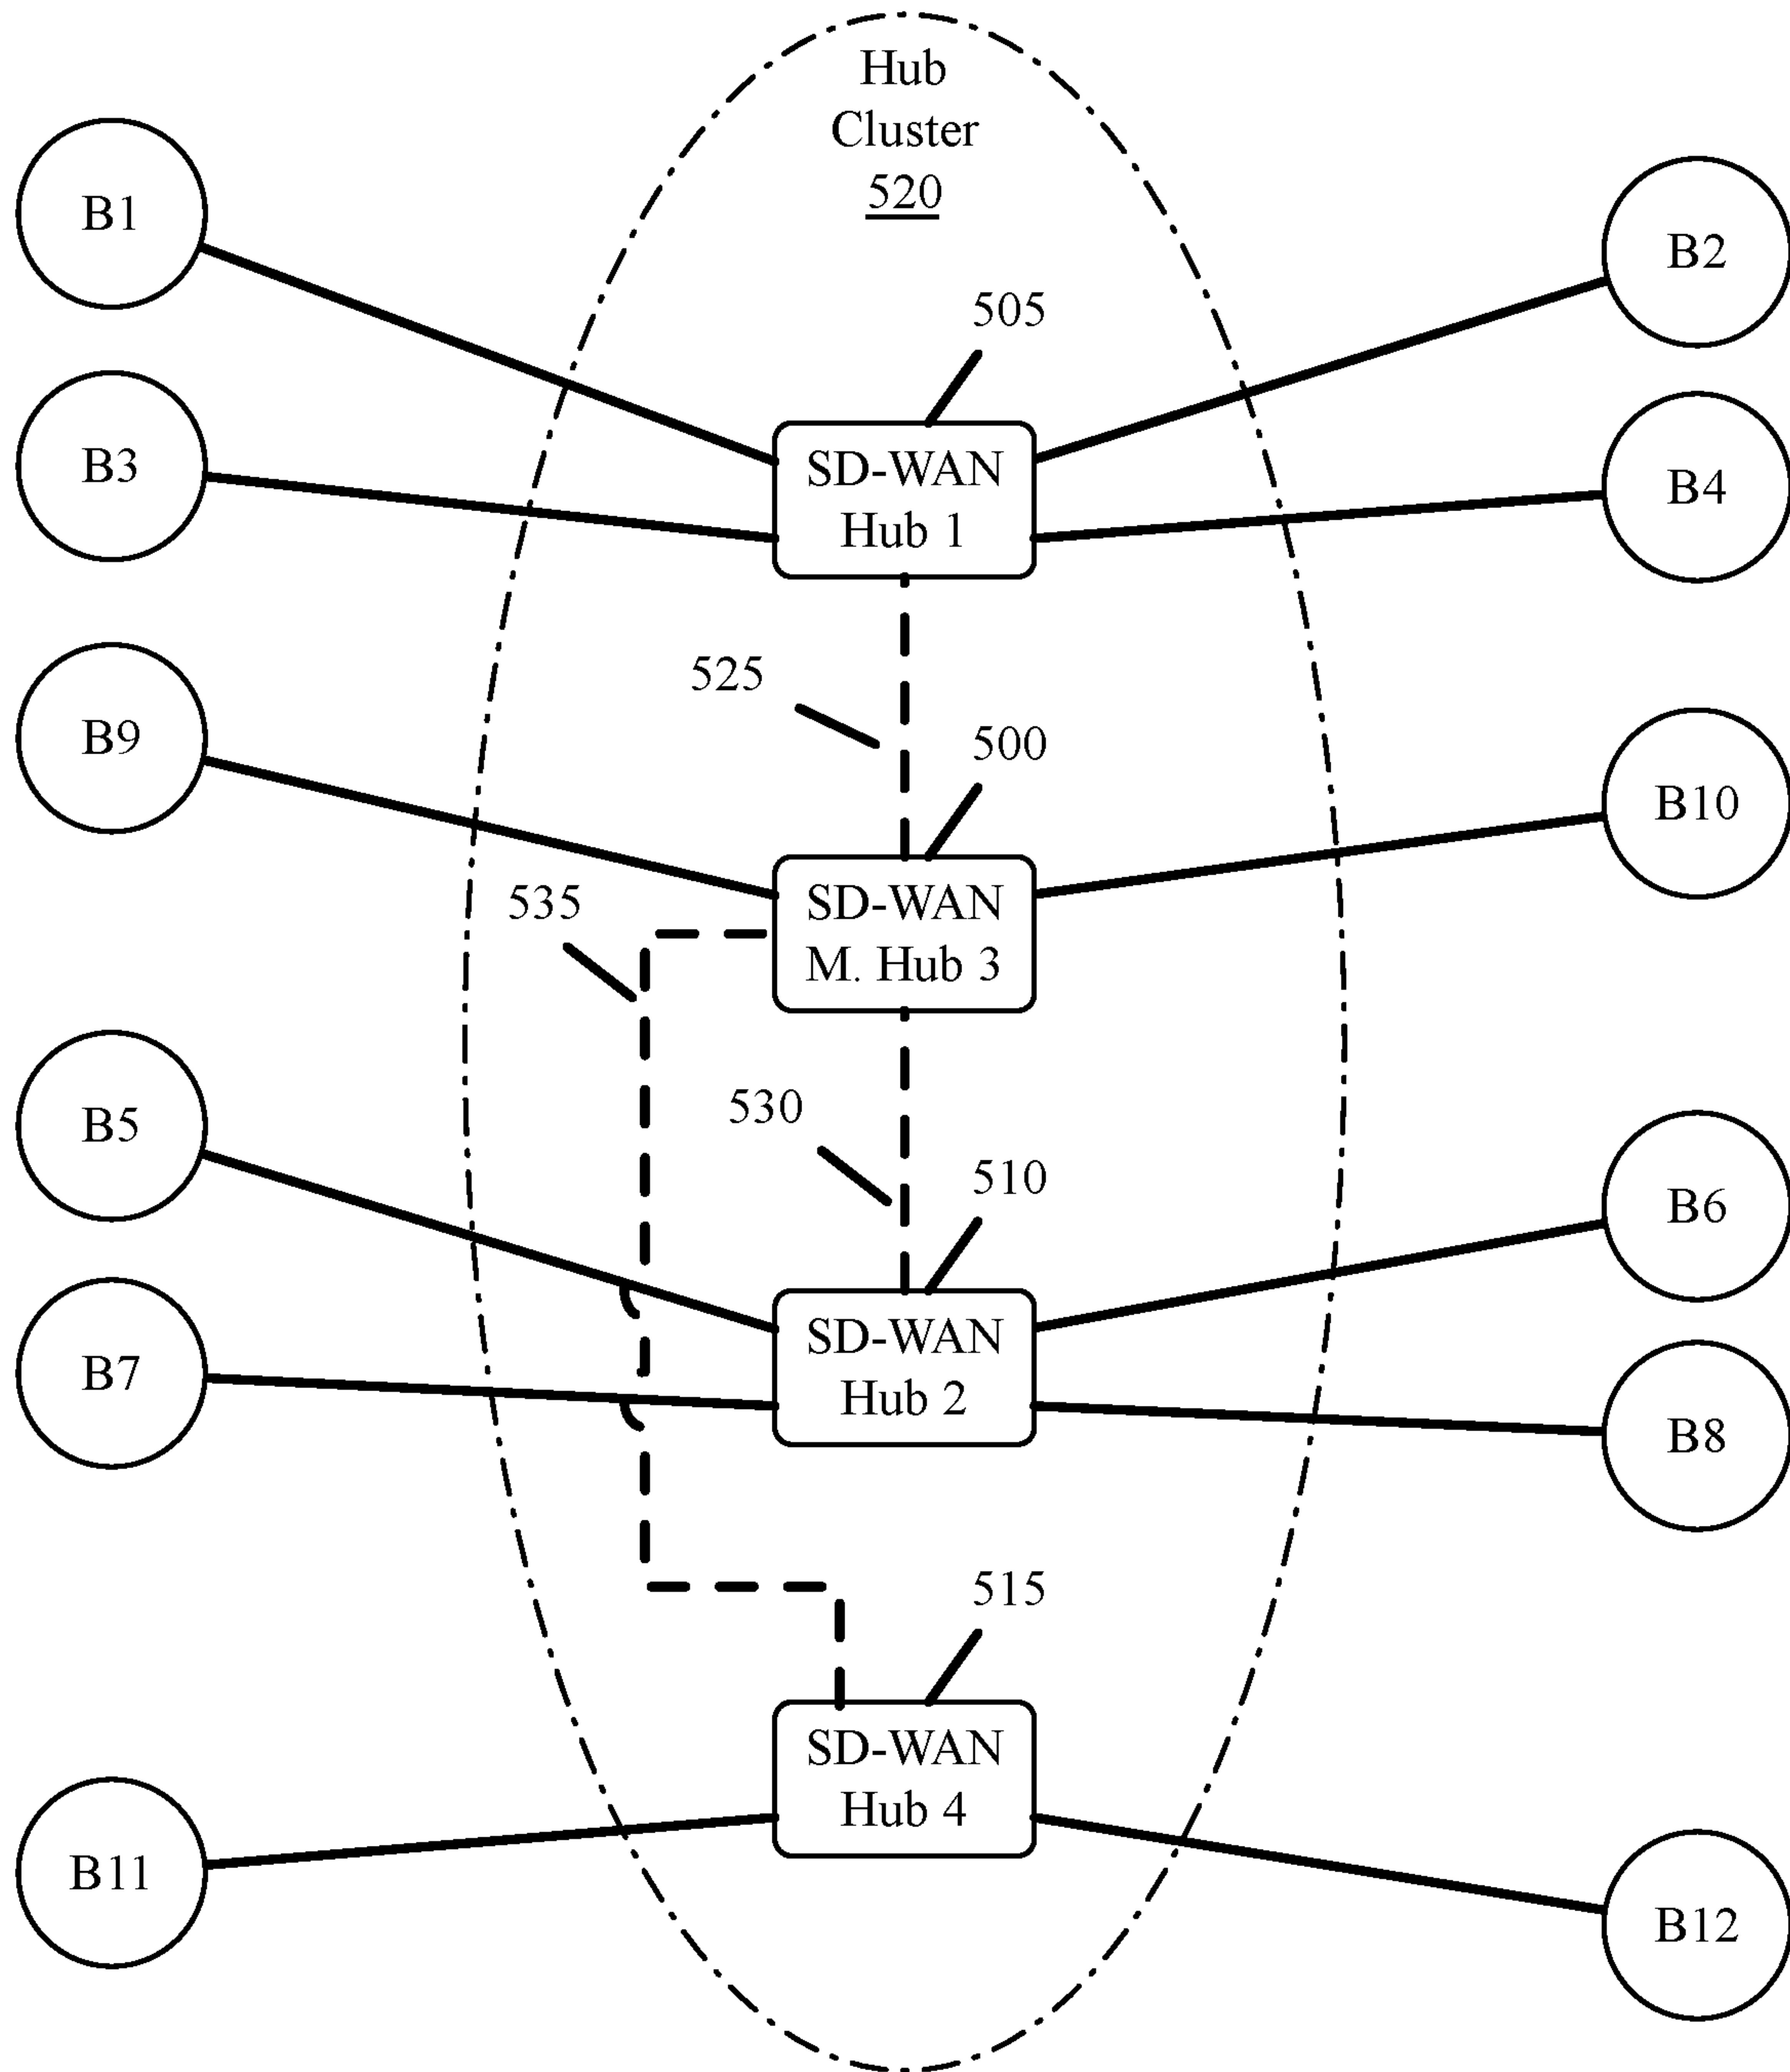 Hub
Cluster
520
B1
B2
505
B3
SD-WAN
Hub 1
B4
525
B9
500
B10
535
SD-WAN
M. Hub 3
530
B5
510
B6
B7
SD-WAN
Hub 2
B8
515
SD-WAN
Hub 4
B11
B12